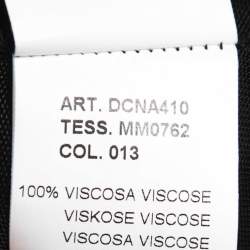 ART. DCNA410
TESS. MM0762
COL. 013
100% VISCOSA VISCOSE
VISKOSE VISCOSE
VISCOSA VISCOSE